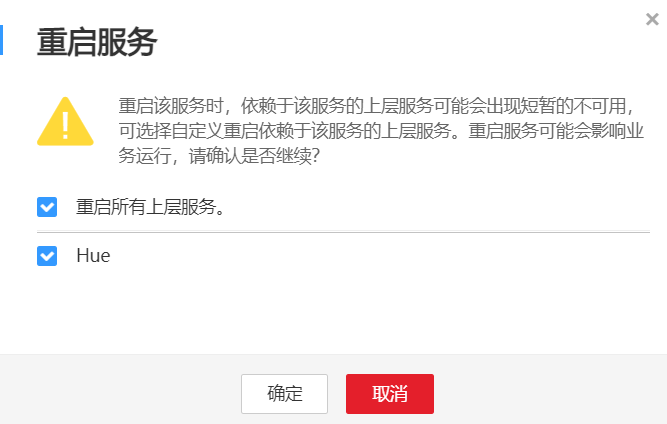 重启服务
重启该服务时，依赖于该服务的上层服务可能会出现短暂的不可用，
可选择自定义重启依赖于该服务的上层服务。重启服务可能会影响业
务运行，请确认是否继续?
重启所有上层服务。
Hue
确定 取消